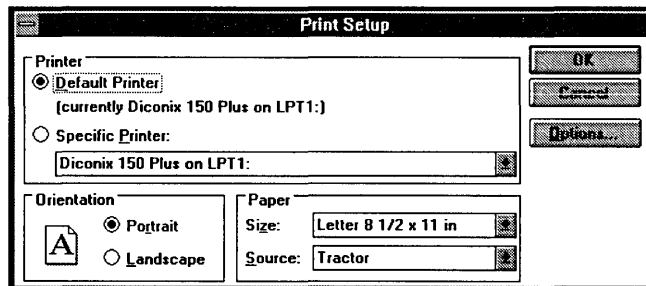 Print Setup
Printer
Default Printer
(currently Diconix 150 Plus on LPT1:)
Specific Printer:
Diconix 150 Plus on LPT1:
OK
Cancel
Options...
Orientation
A
Portrait
Landscape
Paper
Size: Letter 8 1/2 x 11 in
Source: Tractor